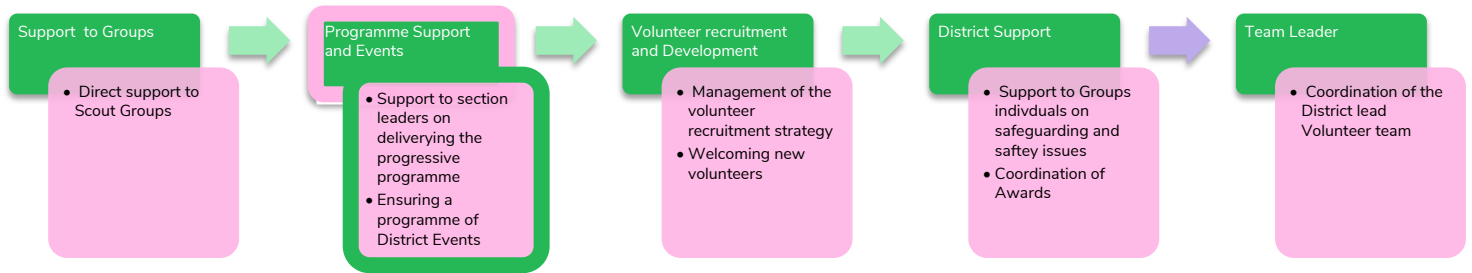 Support  to Groups
• Direct support to
Scout Groups
Programme Support
and Events
• Support to section
leaders on
deliverying the
progressive
programme
• Ensuring a
programme of
District Events
Volunteer recruitment
and Development
• Management of the
volunteer
recruitment strategy
• Welcoming new
volunteers
District Support
• Support to Groups
indivduals on
safeguarding and
saftey issues
• Coordination of
Awards
Team Leader
• Coordination of the
District lead
Volunteer team